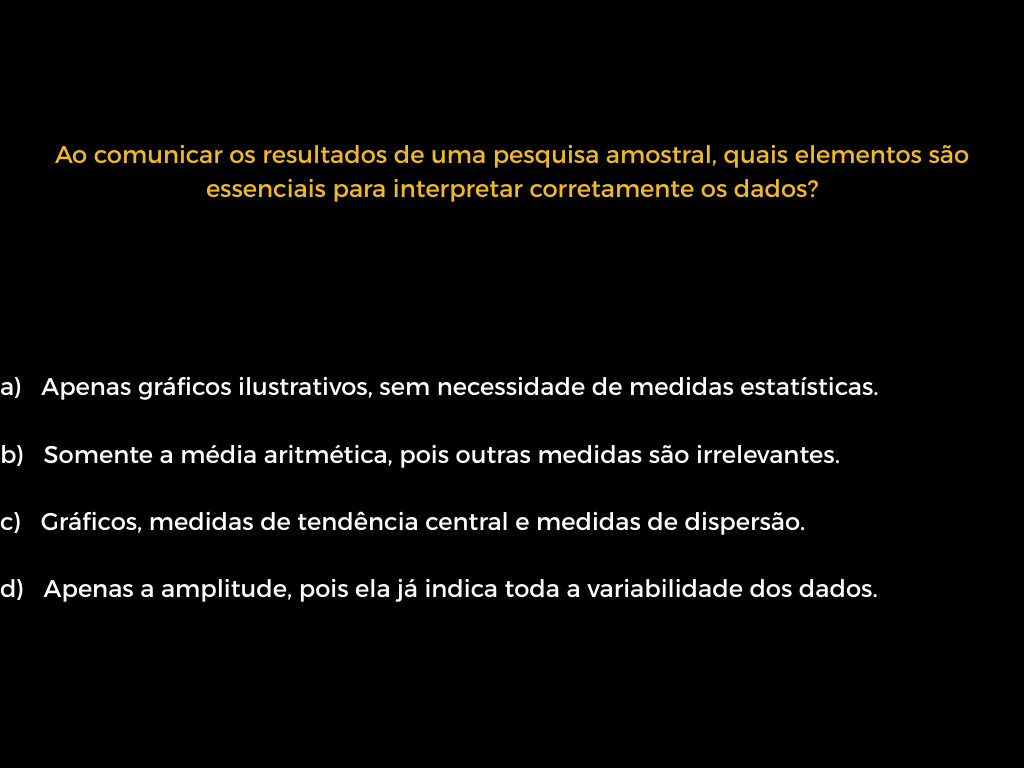 Ao comunicar os resultados de uma pesquisa amostral, quais elementos são
essenciais para interpretar corretamente os dados?
a) Apenas gráficos ilustrativos, sem necessidade de medidas estatísticas.
b) Somente a média aritmética, pois outras medidas são irrelevantes.
c) Gráficos, medidas de tendência central e medidas de dispersão.
d) Apenas a amplitude, pois ela já indica toda a variabilidade dos dados.